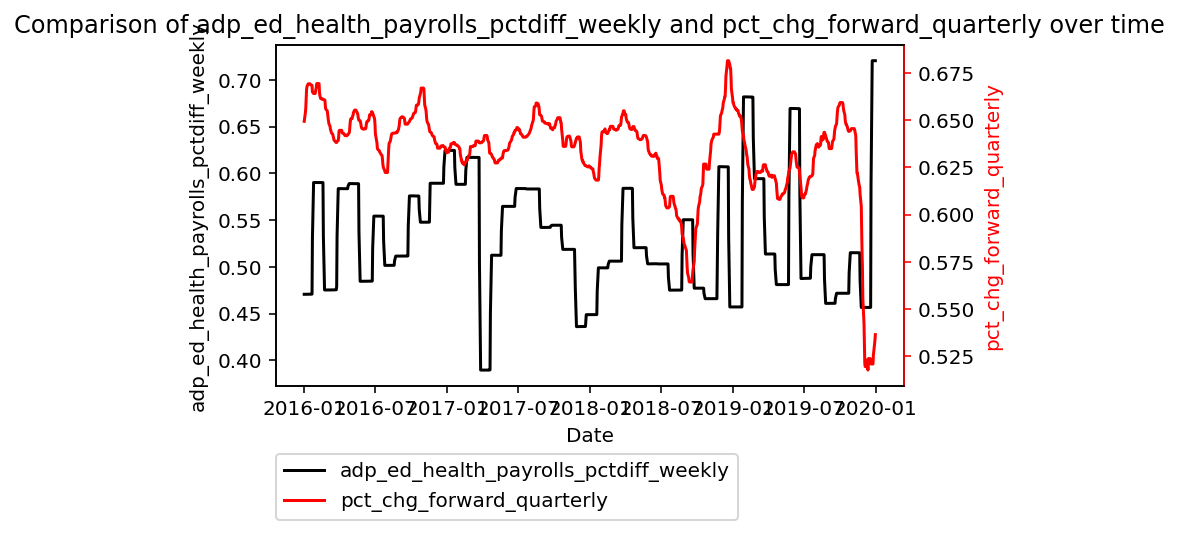 Comparison of adp_ed_health_payrolls_pctdiff_weekly and pct_chg_forward_quarterly over time
adp_ed_health_payrolls_pctdiff_weekly
0.70
0.65
0.60
0.55
0.50
0.45
0.40
0.675
0.650
0.625
0.600
0.575
0.550
0.525
pct_chg_forward_quarterly
2016-01 2016-07 2017-01 2017-07 2018-01 2018-07 2019-01 2019-07 2020-01
Date
adp_ed_health_payrolls_pctdiff_weekly
pct_chg_forward_quarterly